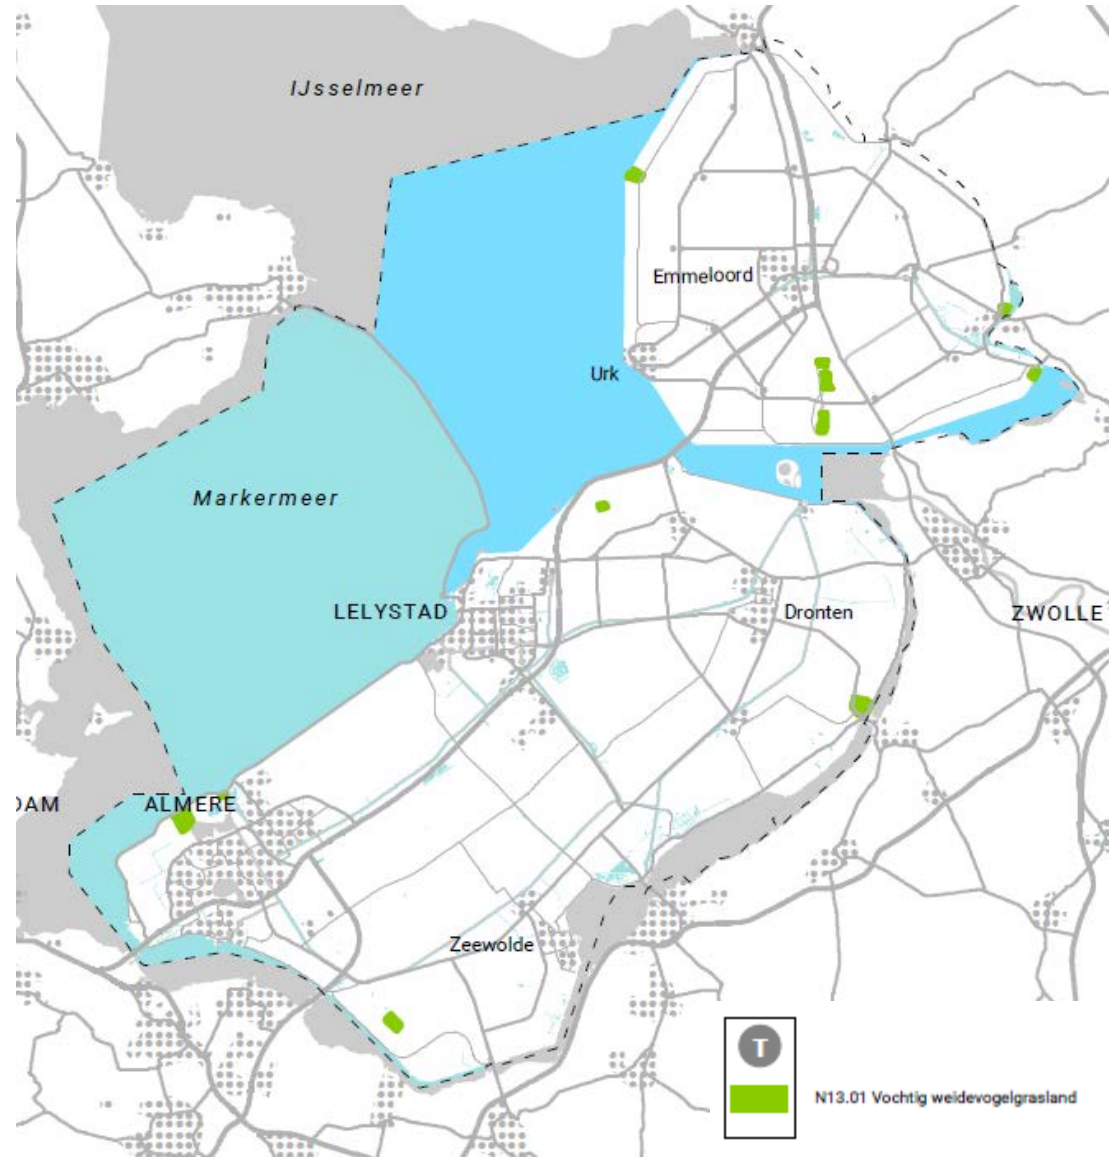 IJsselmeer
Emmeloord
Urk
Markermeer
LELYSTAD
Dronten
ZWOLLE
DAM
ALMERE
Zeewolde
T
N13.01 Vochtig weidevogelgrasland